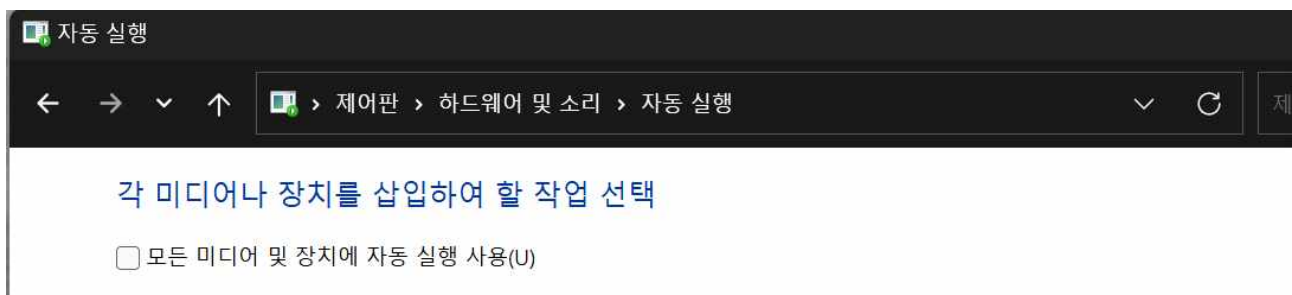 자동 실행
제어판 › 하드웨어 및 소리 › 자동 실행
제
각 미디어나 장치를 삽입하여 할 작업 선택
모든 미디어 및 장치에 자동 실행 사용(U)